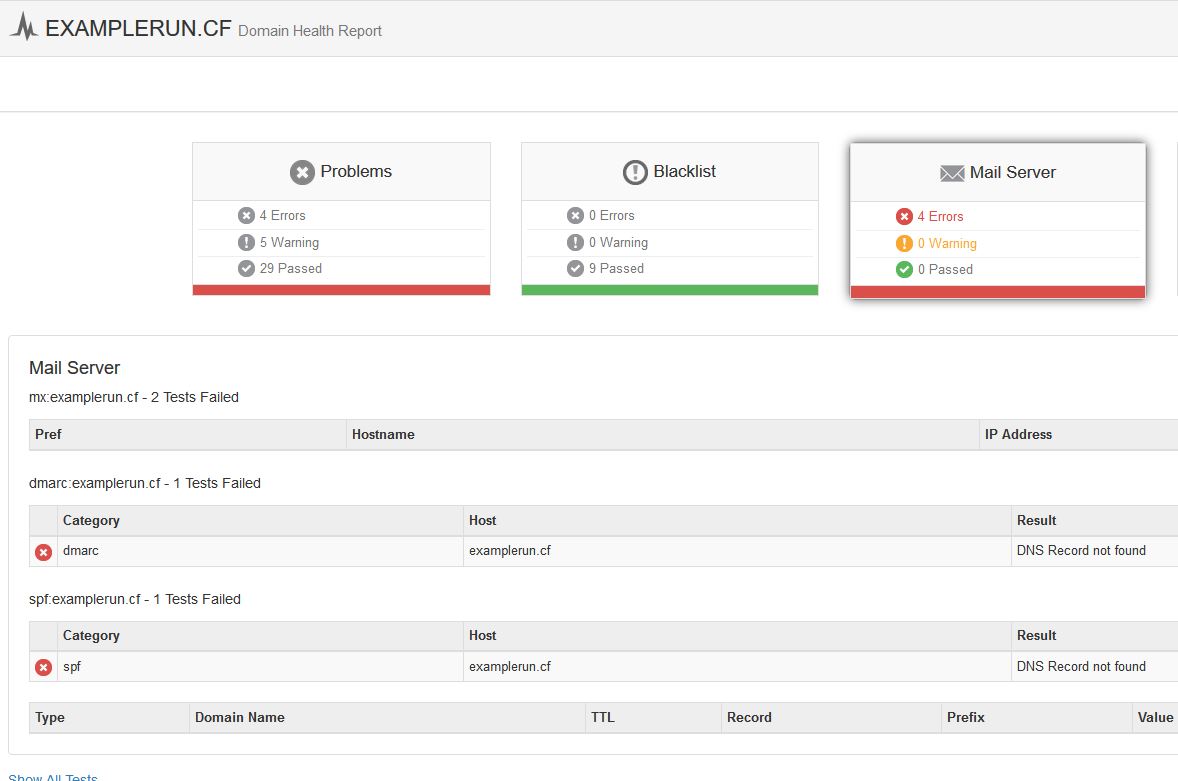 EXAMPLERUN.CF Domain Health Report
Problems
4 Errors
5 Warning
29 Passed
Blacklist
0 Errors
0 Warning
9 Passed
Mail Server
4 Errors
0 Warning
0 Passed
Mail Server
mx:examplerun.cf - 2 Tests Failed
Pref Hostname IP Address
dmarc:examplerun.cf - 1 Tests Failed
Category Host Result
dmarc examplerun.cf DNS Record not found
spf:examplerun.cf - 1 Tests Failed
Category Host Result
spf examplerun.cf DNS Record not found
Type Domain Name TTL Record Prefix Value
Show All Tests